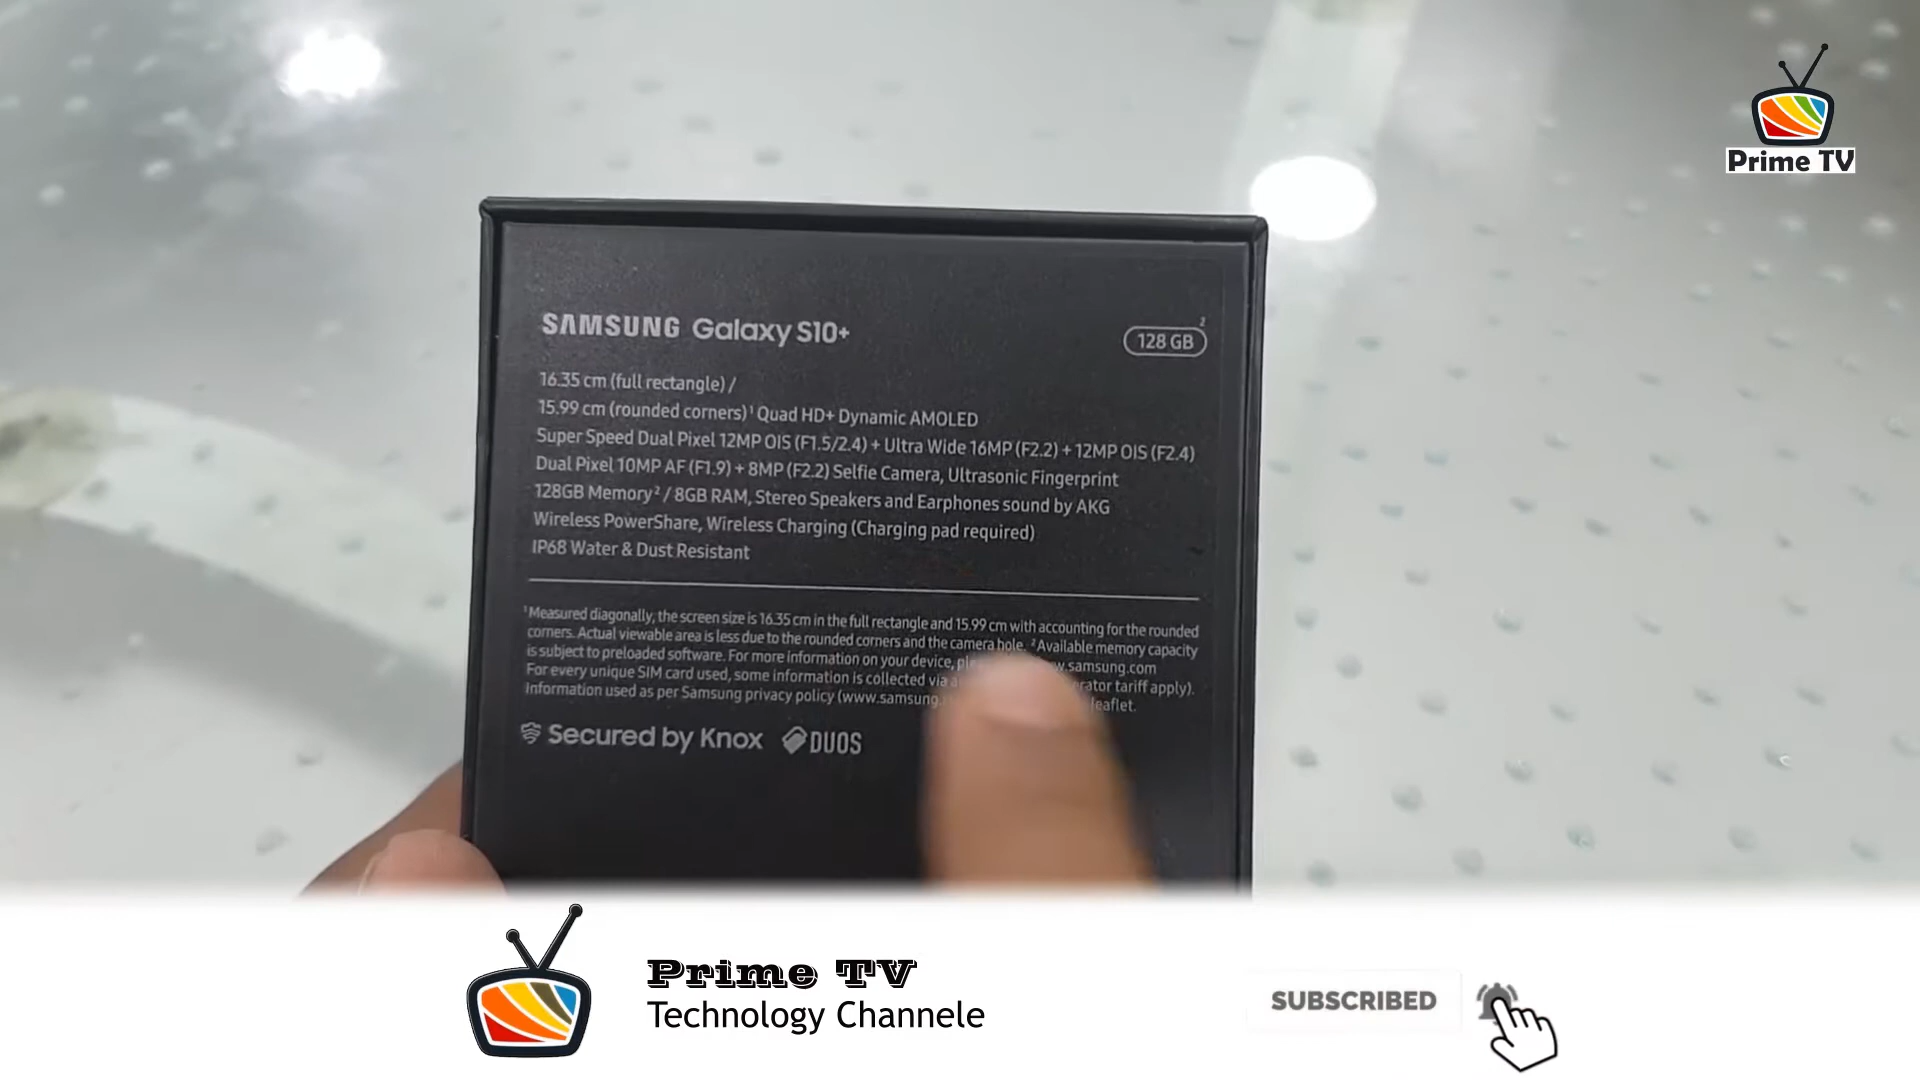 Prime TV
SAMSUNG Galaxy S10+
128 GB²
16.35 cm (full rectangle) /
15.99 cm (rounded corners)¹ Quad HD+ Dynamic AMOLED
Super Speed Dual Pixel 12MP OIS (F1.5/2.4) + Ultra Wide 16MP (F2.2) + 12MP OIS (F2.4)
Dual Pixel 10MP AF (F1.9) + 8MP (F2.2) Selfie Camera, Ultrasonic Fingerprint
128GB Memory² / 8GB RAM, Stereo Speakers and Earphones sound by AKG
Wireless PowerShare, Wireless Charging (Charging pad required)
IP68 Water & Dust Resistant
¹Measured diagonally, the screen size is 16.35 cm in the full rectangle and 15.99 cm with accounting for the rounded
corners. Actual viewable area is less due to the rounded corners and the camera hole. ²Available memory capacity
is subject to preloaded software. For more information on your device, samsung.com
For every unique SIM card used, some information is collected via tariff apply).
Information used as per Samsung privacy policy (www.samsung. leaflet.
Secured by Knox DUOS
Prime TV
Technology Channele
SUBSCRIBED